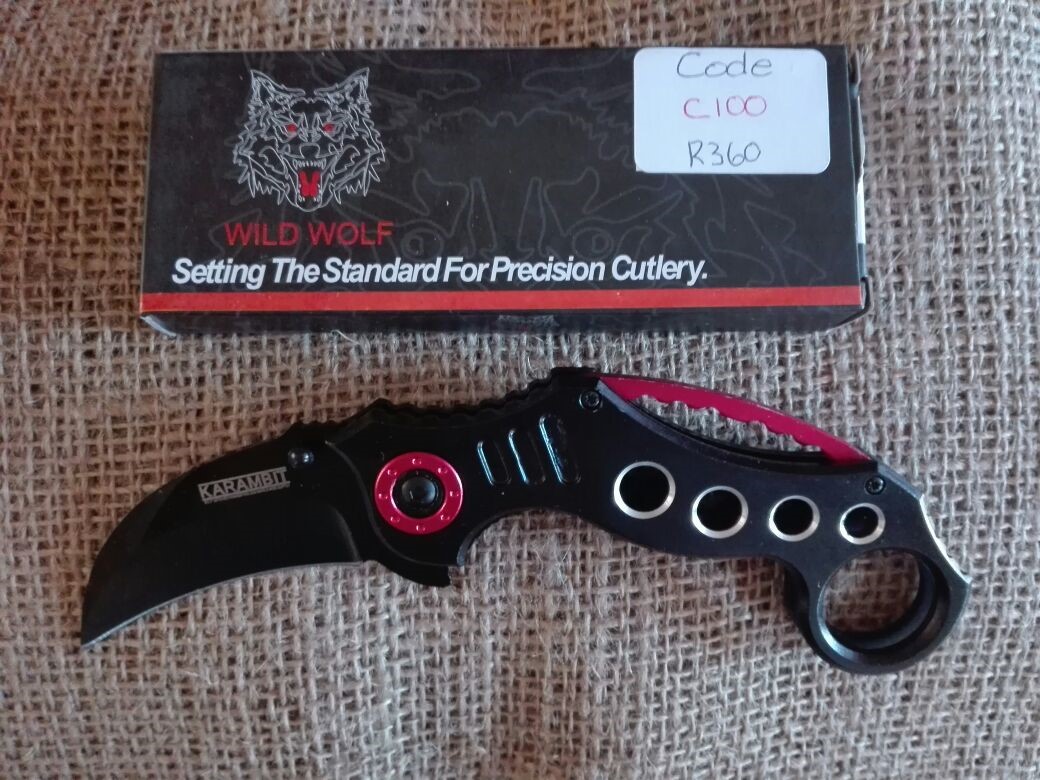 Code
C100
R360
WILD WOLF
Setting The Standard For Precision Cutlery.
KARAMBIT